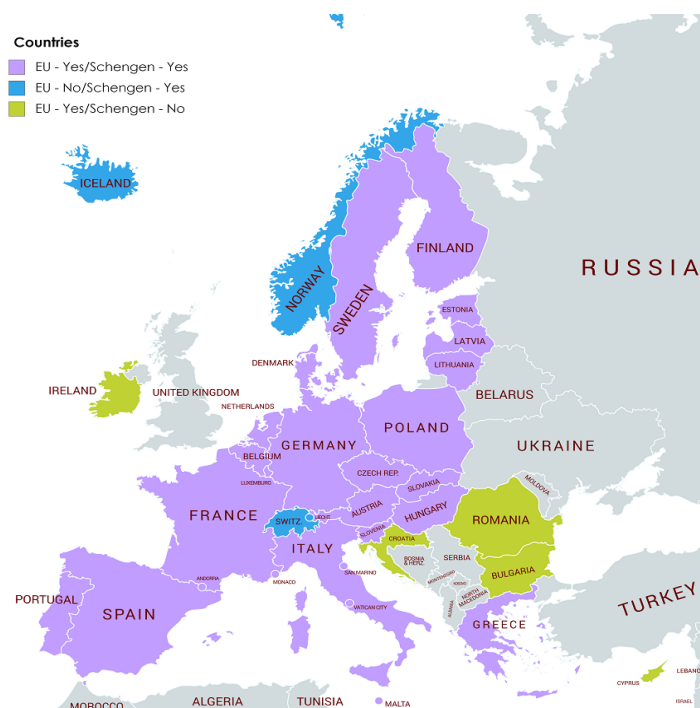 Countries
EU - Yes/Schengen - Yes
EU - No/Schengen - Yes
EU - Yes/Schengen - No
ICELAND
FINLAND
RUSSIA
NORWAY
SWEDEN
ESTONIA
LATVIA
DENMARK
LITHUANIA
IRELAND
UNITED KINGDOM
BELARUS
NETHERLANDS
POLAND
GERMANY
UKRAINE
BELGIUM
CZECH REP.
LUXEMBOURG
SLOVAKIA
MOLDOVA
AUSTRIA
HUNGARY
FRANCE
SWITZ.
LIECHT.
ROMANIA
SLOVENIA
CROATIA
ITALY
BOSNIA
& HERZ.
SERBIA
SAN MARINO
ANDORRA
MONACO
MONTENEGRO
KOSOVO
BULGARIA
PORTUGAL
SPAIN
VATICAN CITY
NORTH
MACEDONIA
ALBANIA
TURKEY
GREECE
CYPRUS
LEBANO
ISRAEL
MOROCCO
ALGERIA
TUNISIA
MALTA